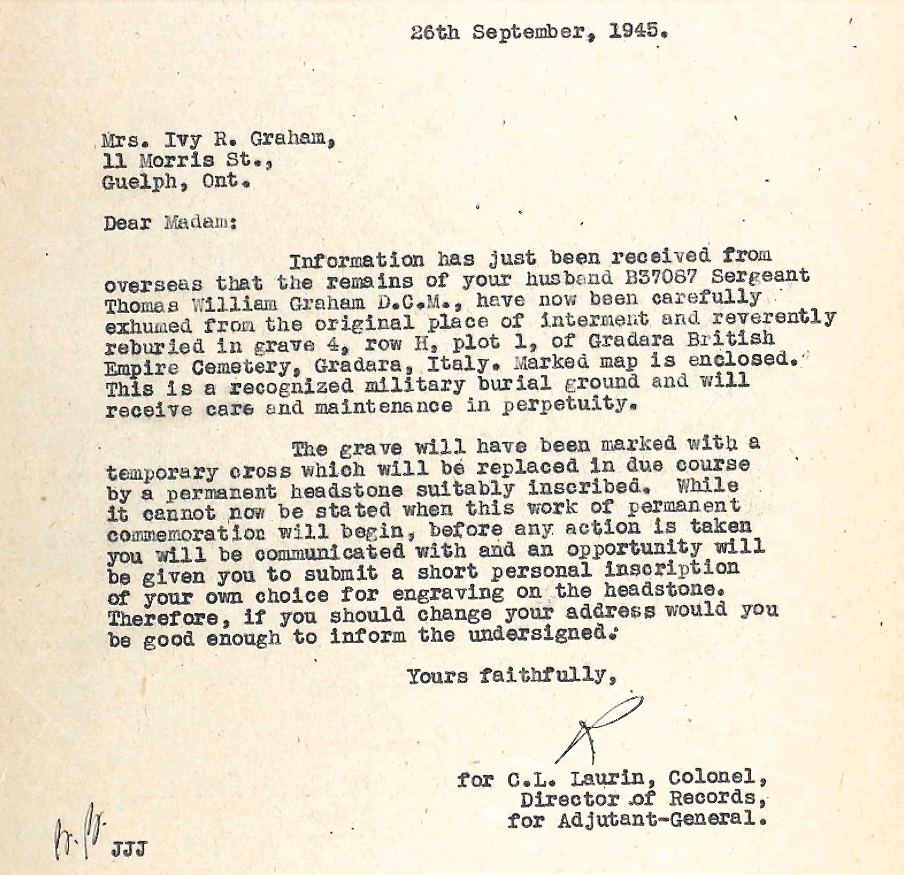 26th September, 1945.
Mrs. Ivy R. Graham,
11 Morris St.,
Guelph, Ont.
Dear Madam:
Information has just been received from
overseas that the remains of your husband B37087 Sergeant
Thomas William Graham D.C.M., have now been carefully
exhumed from the original place of interment and reverently
reburied in grave 4, row H, plot 1, of Gradara British
Empire Cemetery, Gradara, Italy. Marked map is enclosed.
This is a recognized military burial ground and will
receive care and maintenance in perpetuity.
The grave will have been marked with a
temporary cross which will be replaced in due course
by a permanent headstone suitably inscribed. While
it cannot now be stated when this work of permanent
commemoration will begin, before any action is taken
you will be communicated with and an opportunity will
be given you to submit a short personal inscription
of your own choice for engraving on the headstone.
Therefore, if you should change your address would you
be good enough to inform the undersigned.
Yours faithfully,
R
for C.L. Laurin, Colonel,
Director of Records,
for Adjutant-General.
JJJ